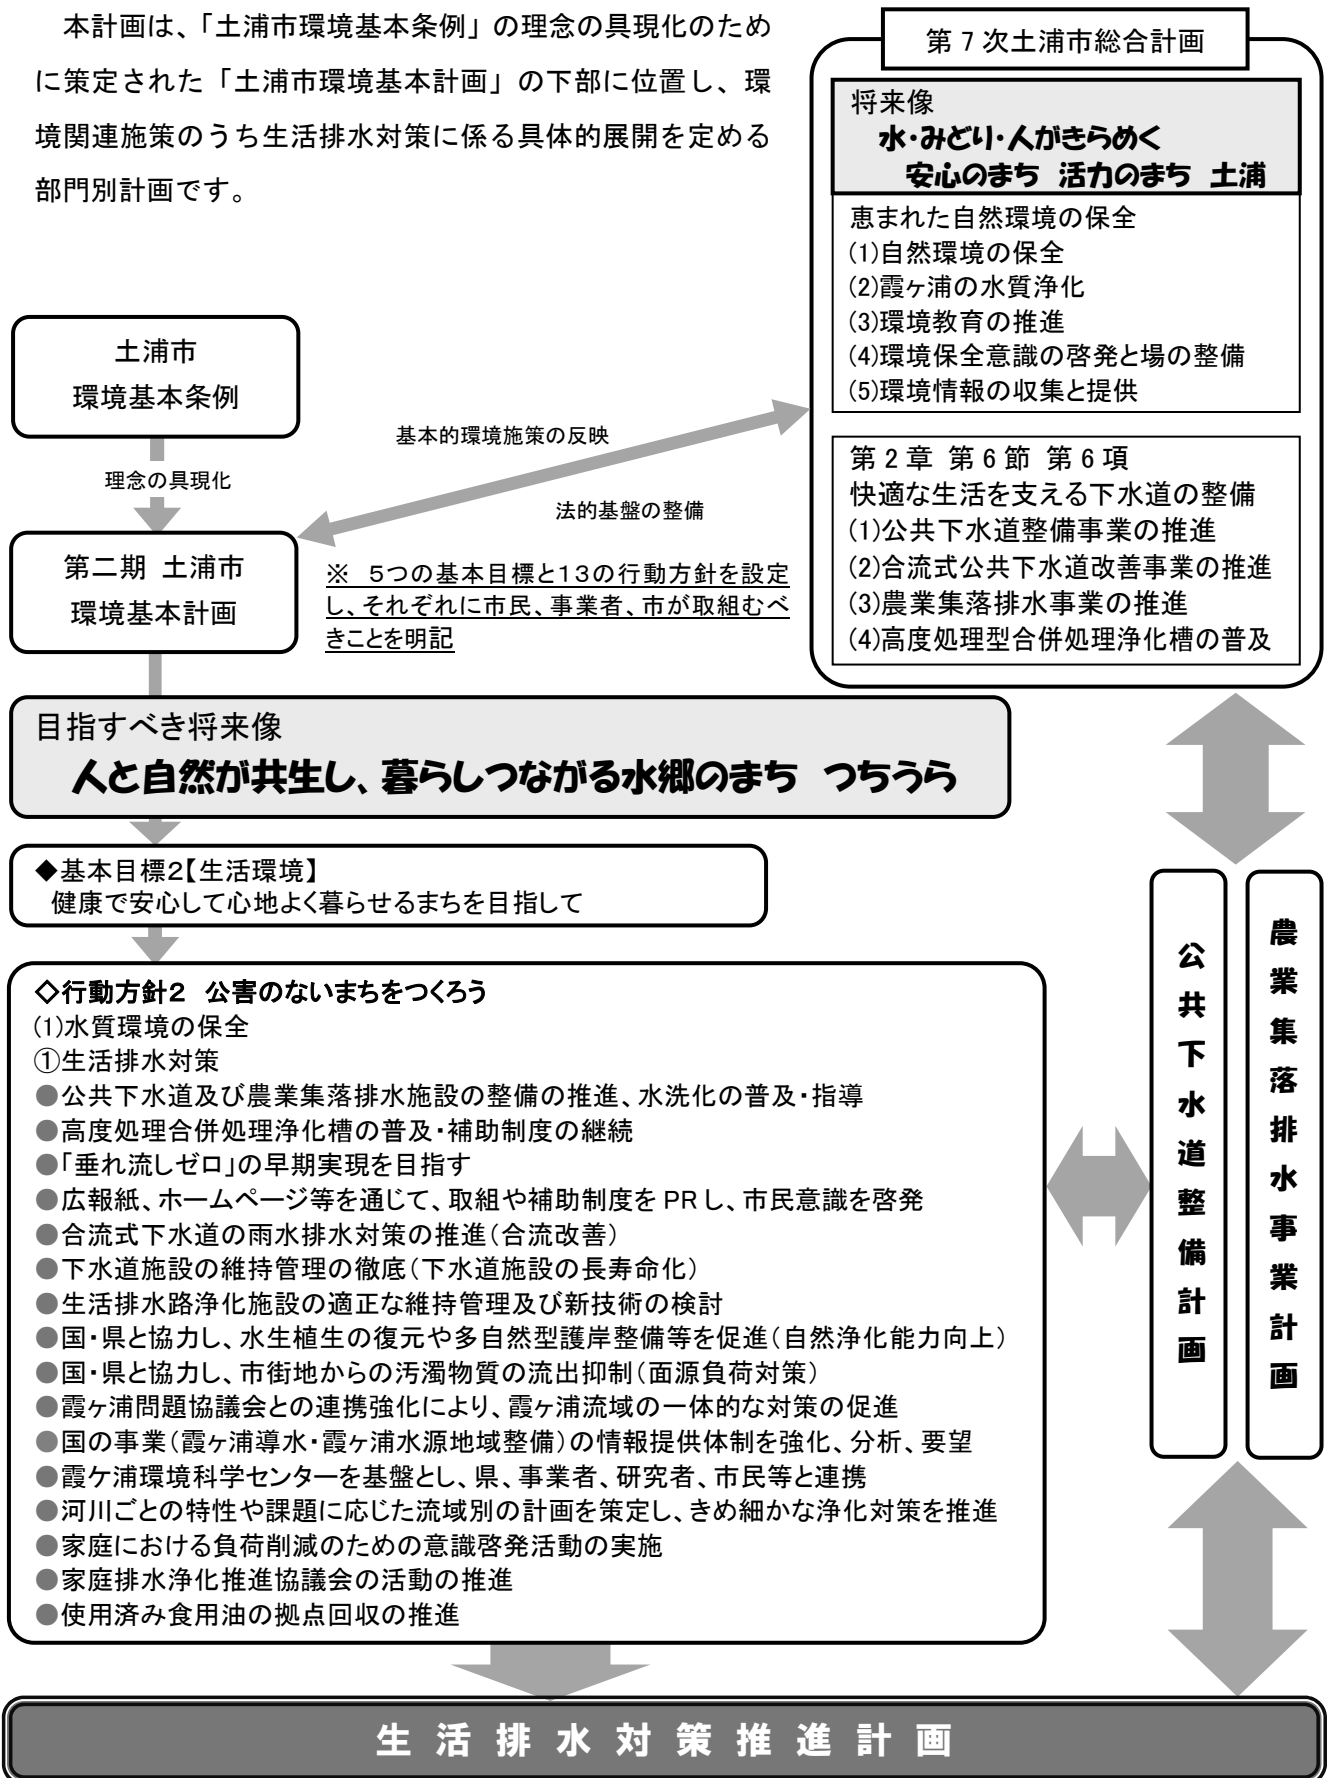 本計画は、「土浦市環境基本条例」の理念の具現化のため
に策定された「土浦市環境基本計画」の下部に位置し、環
境関連施策のうち生活排水対策に係る具体的展開を定める
部門別計画です。
第7次土浦市総合計画
将来像
水・みどり・人がきらめく
安心のまち 活力のまち 土浦
恵まれた自然環境の保全
(1)自然環境の保全
(2)霞ヶ浦の水質浄化
(3)環境教育の推進
(4)環境保全意識の啓発と場の整備
(5)環境情報の収集と提供
第2章 第6節 第6項
快適な生活を支える下水道の整備
(1)公共下水道整備事業の推進
(2)合流式公共下水道改善事業の推進
(3)農業集落排水事業の推進
(4)高度処理型合併処理浄化槽の普及
土浦市
環境基本条例
理念の具現化
基本的環境施策の反映
法的基盤の整備
第二期 土浦市
環境基本計画
※ 5つの基本目標と13の行動方針を設定
し、それぞれに市民、事業者、市が取組むべ
きことを明記
目指すべき将来像
人と自然が共生し、暮らしつながる水郷のまち つちうら
◆基本目標2【生活環境】
健康で安心して心地よく暮らせるまちを目指して
◇行動方針2 公害のないまちをつくろう
(1)水質環境の保全
①生活排水対策
●公共下水道及び農業集落排水施設の整備の推進、水洗化の普及・指導
●高度処理合併処理浄化槽の普及・補助制度の継続
●「垂れ流しゼロ」の早期実現を目指す
●広報紙、ホームページ等を通じて、取組や補助制度をPRし、市民意識を啓発
●合流式下水道の雨水排水対策の推進(合流改善)
●下水道施設の維持管理の徹底(下水道施設の長寿命化)
●生活排水路浄化施設の適正な維持管理及び新技術の検討
●国・県と協力し、水生植生の復元や多自然型護岸整備等を促進(自然浄化能力向上)
●国・県と協力し、市街地からの汚濁物質の流出抑制(面源負荷対策)
●霞ヶ浦問題協議会との連携強化により、霞ヶ浦流域の一体的な対策の促進
●国の事業(霞ヶ浦導水・霞ヶ浦水源地域整備)の情報提供体制を強化、分析、要望
●霞ケ浦環境科学センターを基盤とし、県、事業者、研究者、市民等と連携
●河川ごとの特性や課題に応じた流域別の計画を策定し、きめ細かな浄化対策を推進
●家庭における負荷削減のための意識啓発活動の実施
●家庭排水浄化推進協議会の活動の推進
●使用済み食用油の拠点回収の推進
公共下水道整備計画
農業集落排水事業計画
生活排水対策推進計画